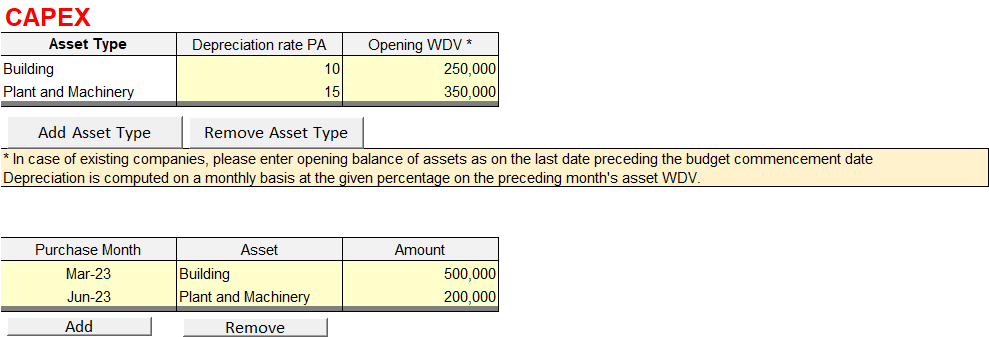 CAPEX
Asset Type Depreciation rate PA Opening WDV *
Building 10 250,000
Plant and Machinery 15 350,000
Add Asset Type Remove Asset Type
* In case of existing companies, please enter opening balance of assets as on the last date preceding the budget commencement date
Depreciation is computed on a monthly basis at the given percentage on the preceding month's asset WDV.
Purchase Month Asset Amount
Mar-23 Building 500,000
Jun-23 Plant and Machinery 200,000
Add Remove